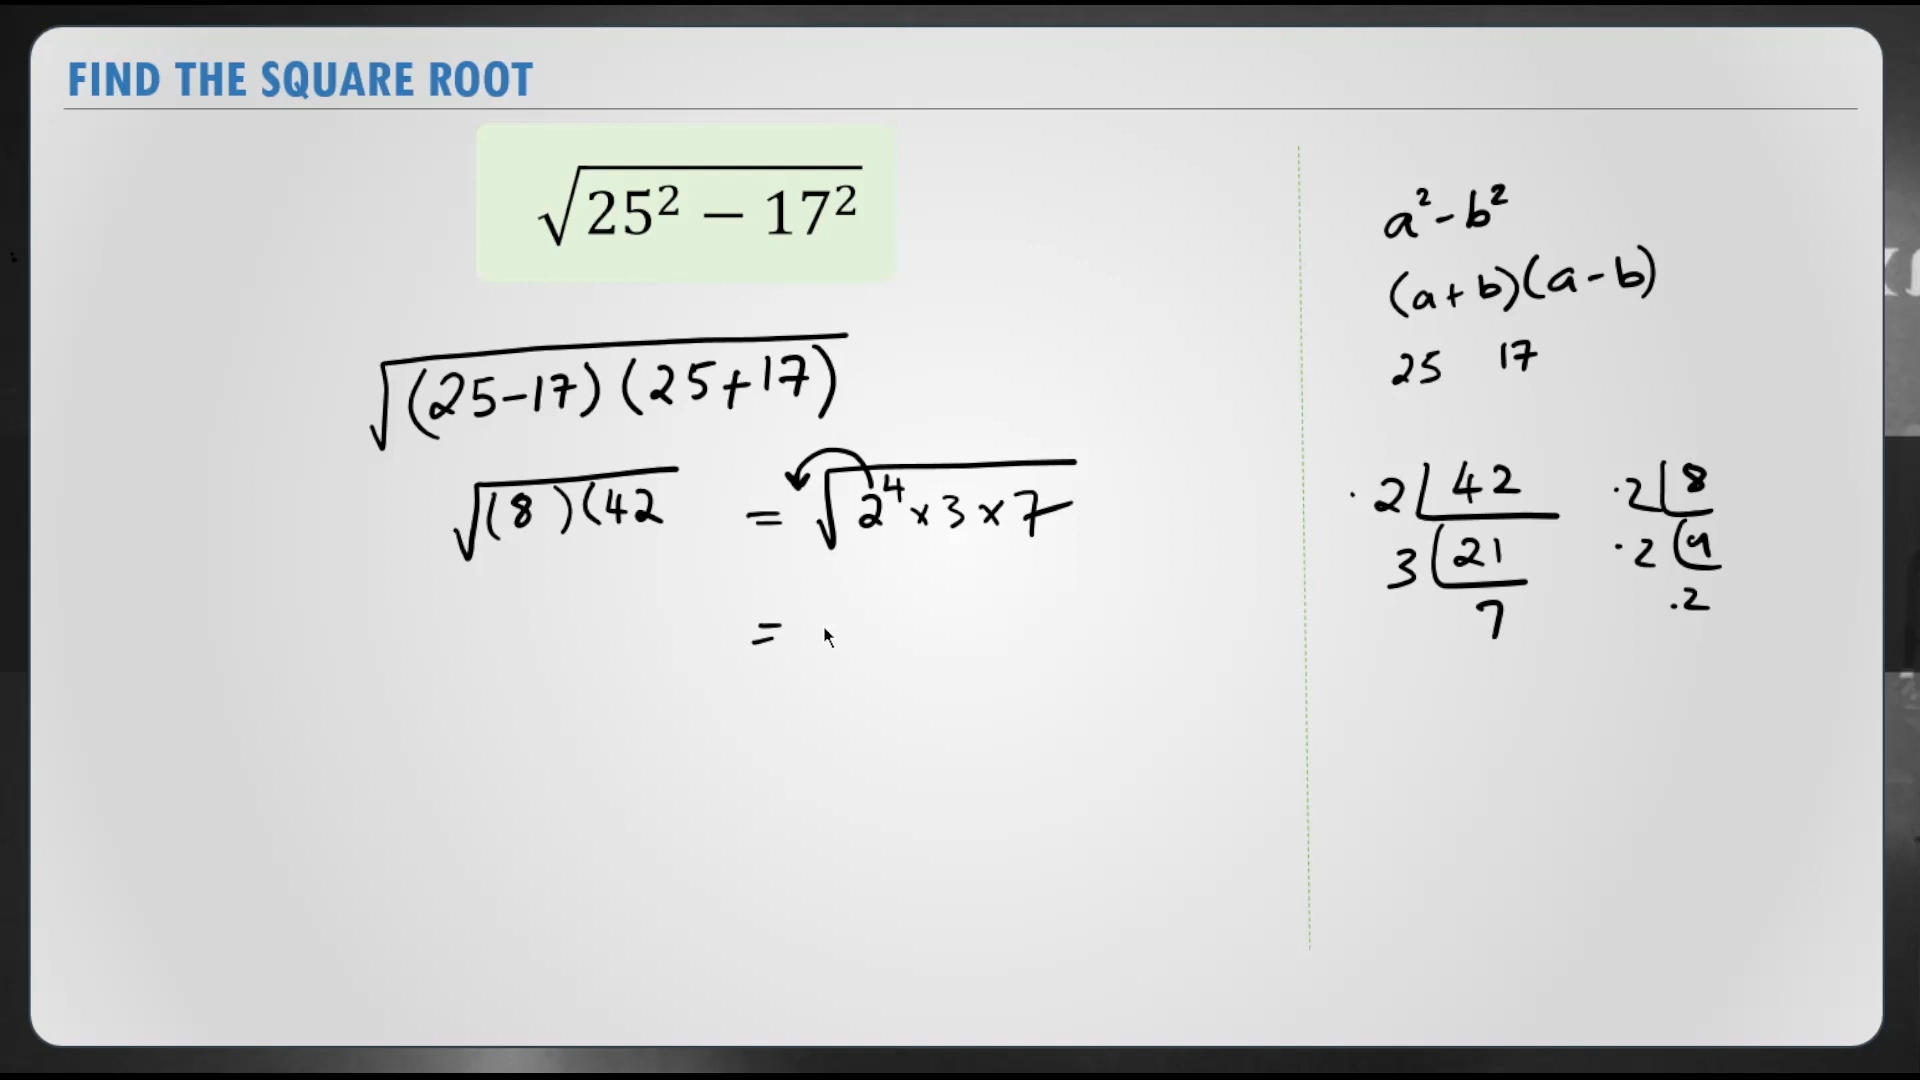 FIND THE SQUARE ROOT
√(25² − 17²)
√(25-17)(25+17)
√(8)(42 = √2⁴×3×7
=
a²-b²
(a+b)(a-b)
25 17
2 42
3 21
7
2 8
2 4
2